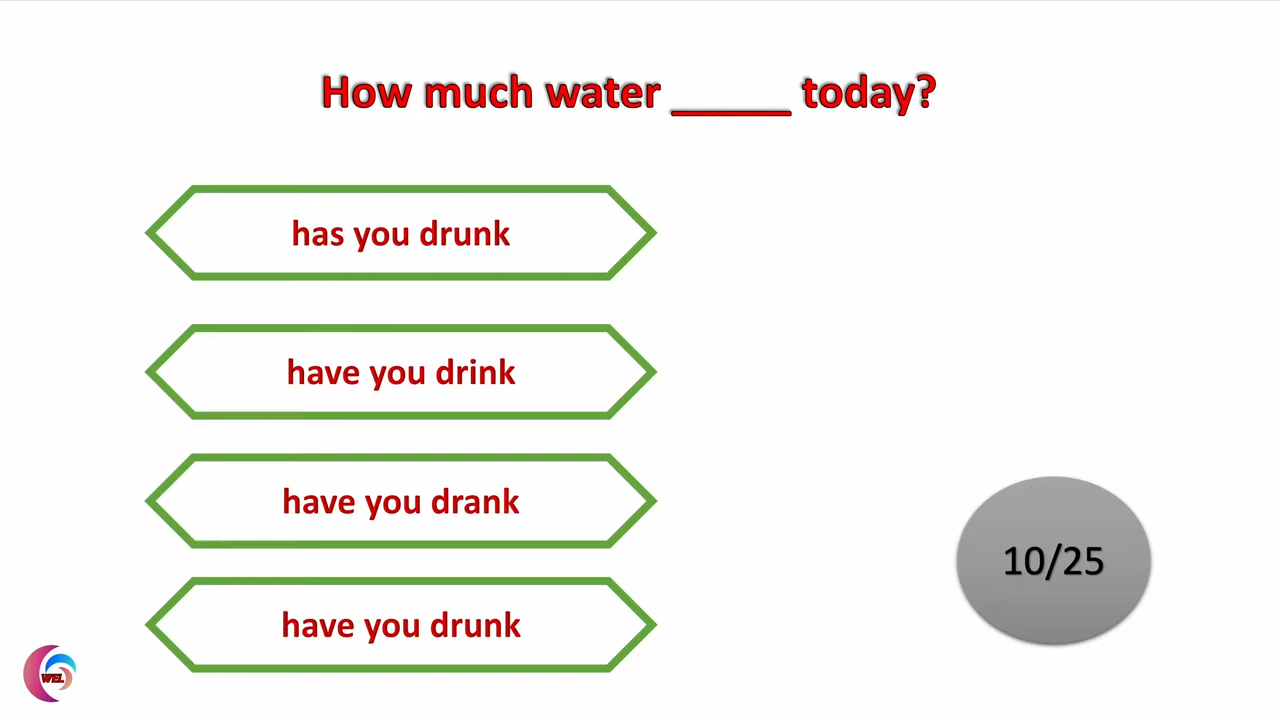 How much water _____ today?
has you drunk
have you drink
have you drank
have you drunk
10/25
WEL